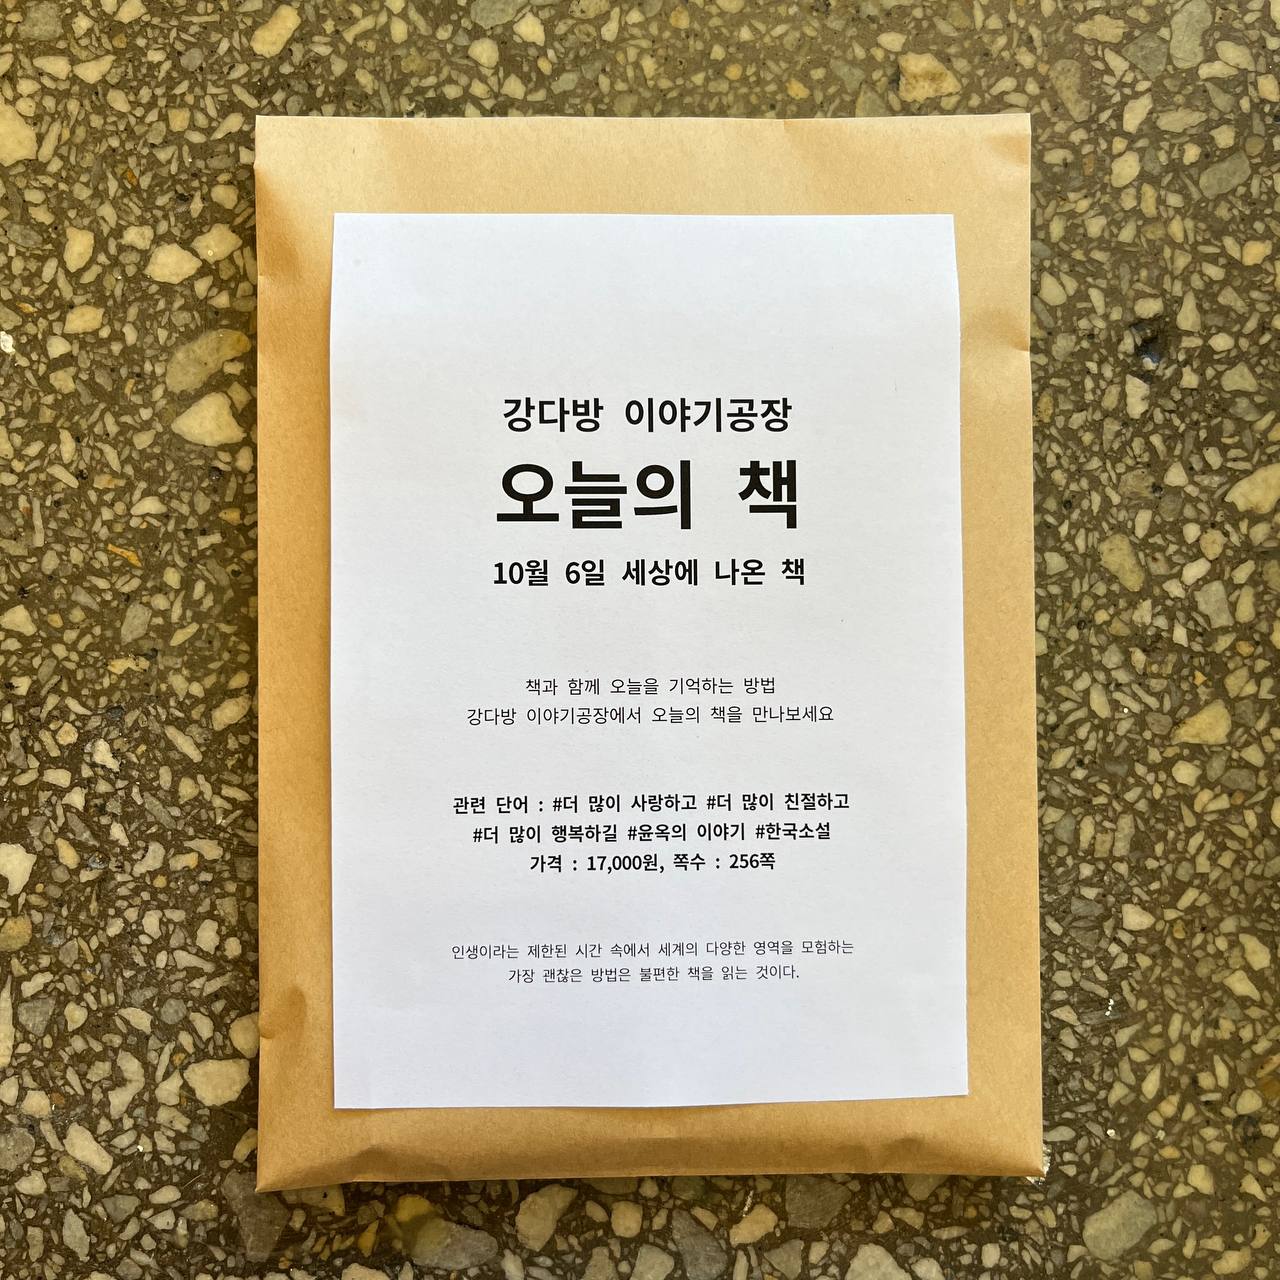 강다방 이야기공장
오늘의 책
10월 6일 세상에 나온 책
책과 함께 오늘을 기억하는 방법
강다방 이야기공장에서 오늘의 책을 만나보세요
관련 단어 : #더 많이 사랑하고 #더 많이 친절하고
#더 많이 행복하길 #윤옥의 이야기 #한국소설
가격 : 17,000원, 쪽수 : 256쪽
인생이라는 제한된 시간 속에서 세계의 다양한 영역을 모험하는
가장 괜찮은 방법은 불편한 책을 읽는 것이다.